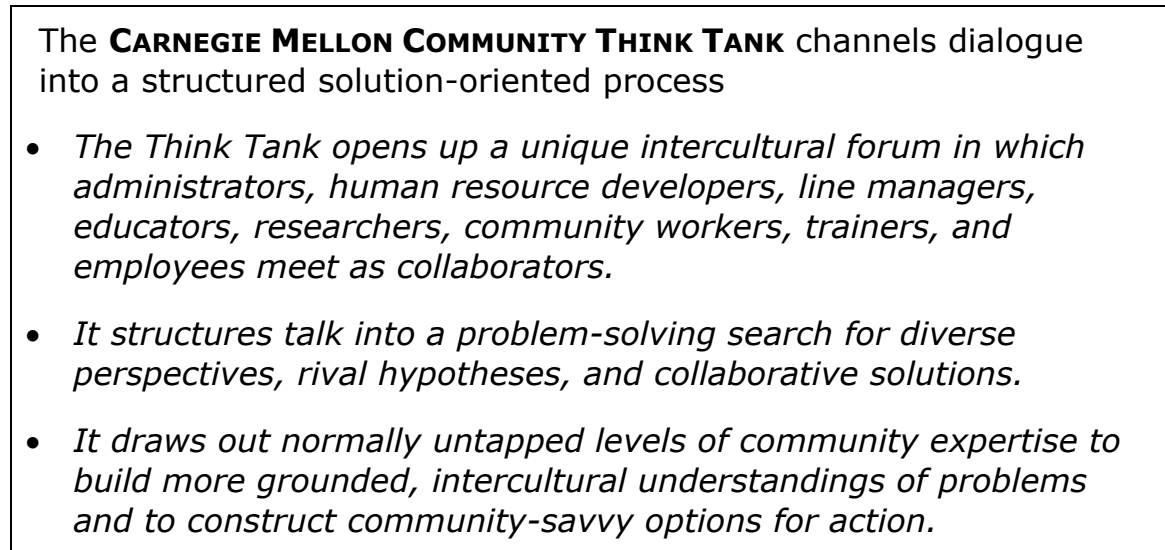 The CARNEGIE MELLON COMMUNITY THINK TANK channels dialogue
into a structured solution-oriented process
• The Think Tank opens up a unique intercultural forum in which
administrators, human resource developers, line managers,
educators, researchers, community workers, trainers, and
employees meet as collaborators.
• It structures talk into a problem-solving search for diverse
perspectives, rival hypotheses, and collaborative solutions.
• It draws out normally untapped levels of community expertise to
build more grounded, intercultural understandings of problems
and to construct community-savvy options for action.